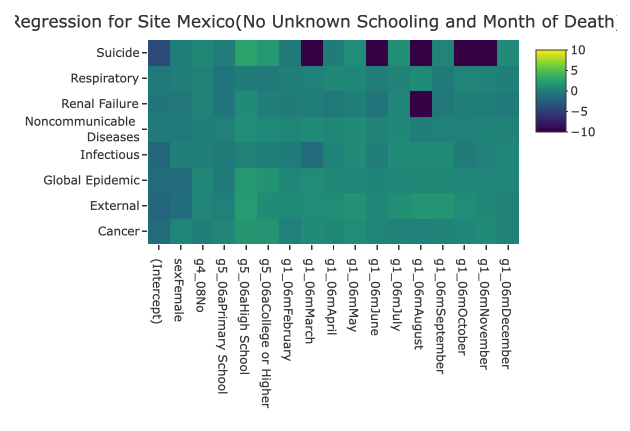 Regression for Site Mexico(No Unknown Schooling and Month of Death)
Suicide
Respiratory
Renal Failure
Noncommunicable
Diseases
Infectious
Global Epidemic
External
Cancer
(Intercept)
sexFemale
g4_08No
g5_06aPrimary School
g5_06aHigh School
g5_06aCollege or Higher
g1_06mFebruary
g1_06mMarch
g1_06mApril
g1_06mMay
g1_06mJune
g1_06mJuly
g1_06mAugust
g1_06mSeptember
g1_06mOctober
g1_06mNovember
g1_06mDecember
10
5
0
−5
−10